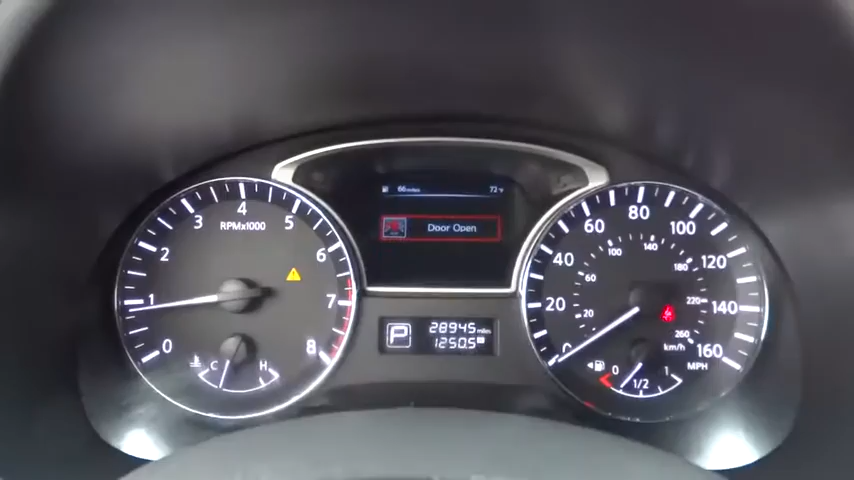 66 miles 72°F
Door Open
0 1 2 3 4 5 6 7 8
RPMx1000
C H
P
28945 miles
1250.5
0 20 40 60 80 100 120 140 160
20 60 100 140 180 220 260
km/h
MPH
0 1/2 1